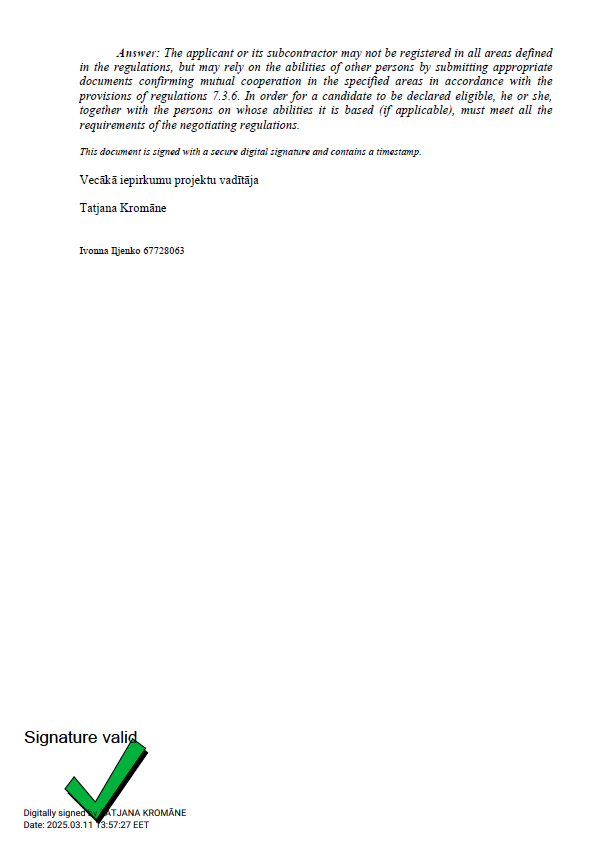 Answer: The applicant or its subcontractor may not be registered in all areas defined
in the regulations, but may rely on the abilities of other persons by submitting appropriate
documents confirming mutual cooperation in the specified areas in accordance with the
provisions of regulations 7.3.6. In order for a candidate to be declared eligible, he or she,
together with the persons on whose abilities it is based (if applicable), must meet all the
requirements of the negotiating regulations.
This document is signed with a secure digital signature and contains a timestamp.
Vecākā iepirkumu projektu vadītāja
Tatjana Kromāne
Ivonna Iļjenko 67728063
Signature valid
Digitally signed by TATJANA KROMĀNE
Date: 2025.03.11 13:57:27 EET